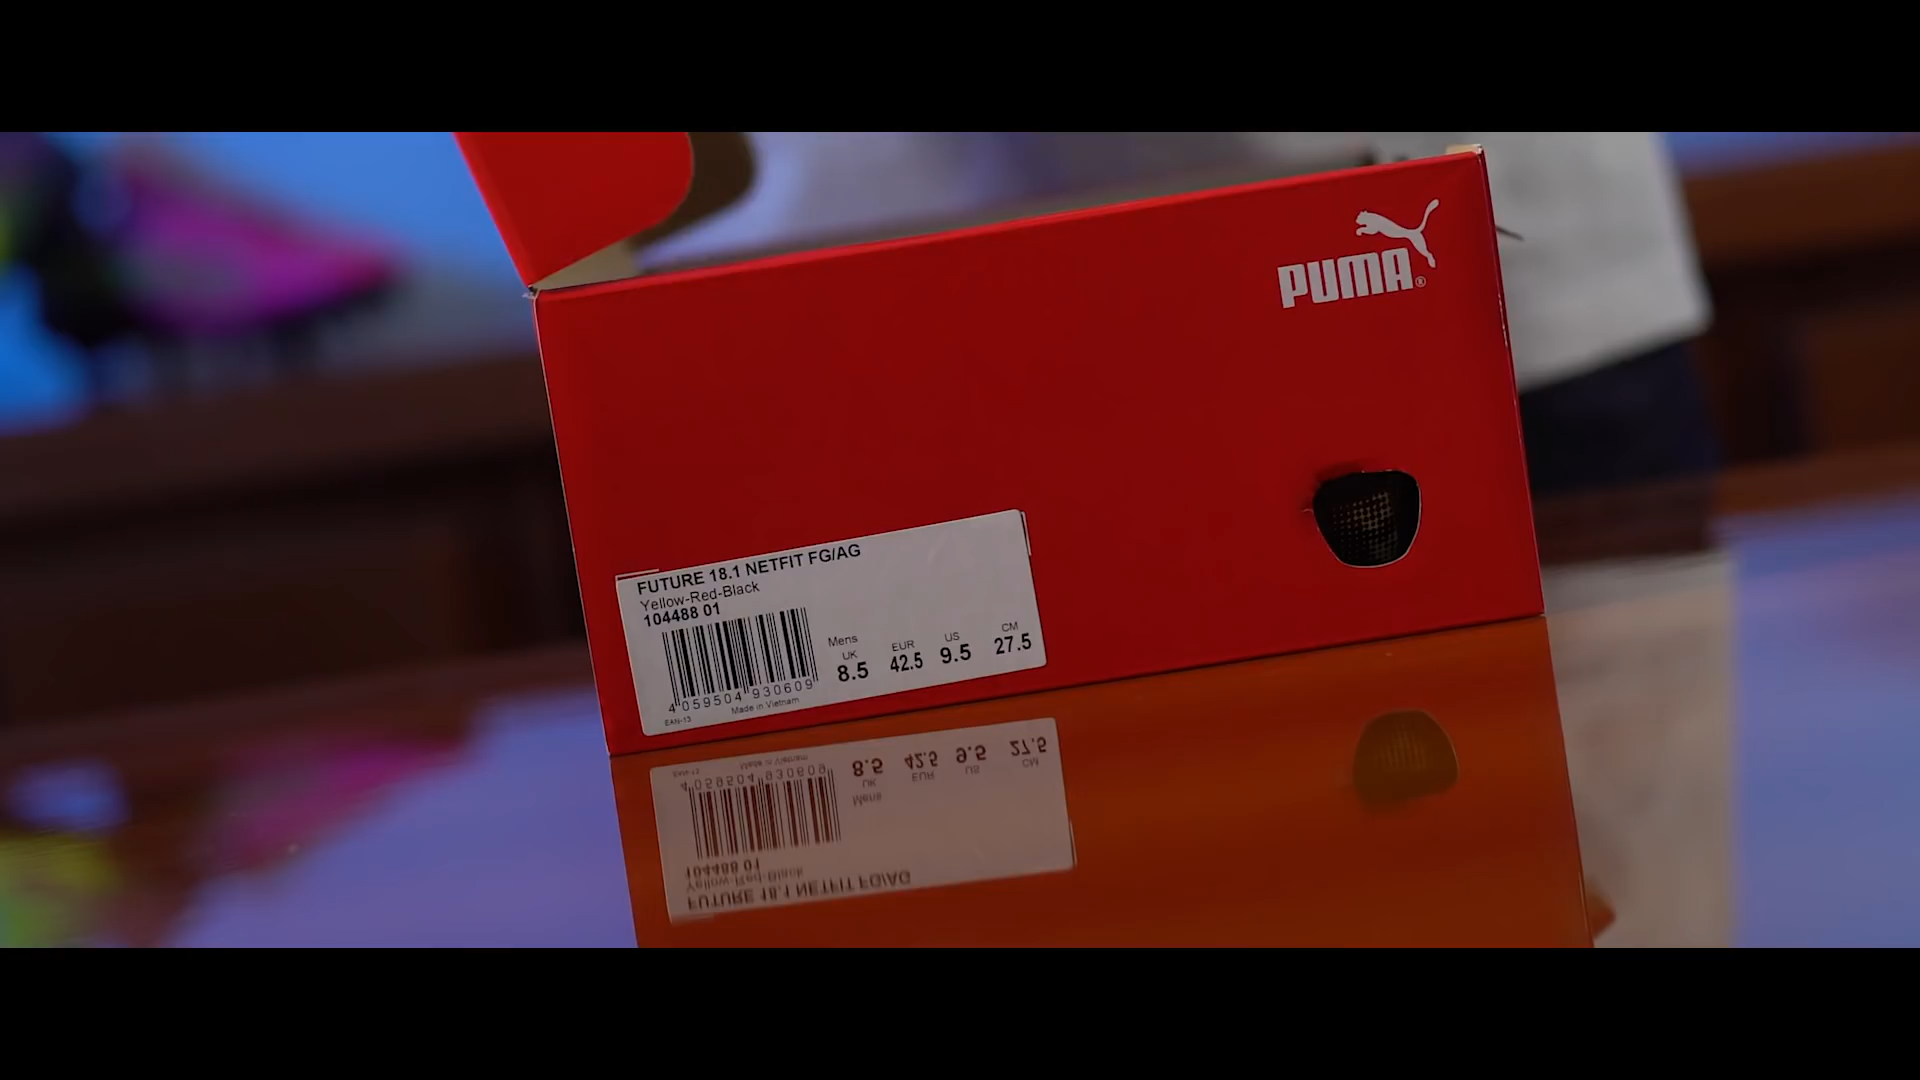 PUMA®
FUTURE 18.1 NETFIT FG/AG
Yellow-Red-Black
104488 01
Mens
UK EUR US CM
8.5 42.5 9.5 27.5
4 059504 930609
EAN-13 Made in Vietnam